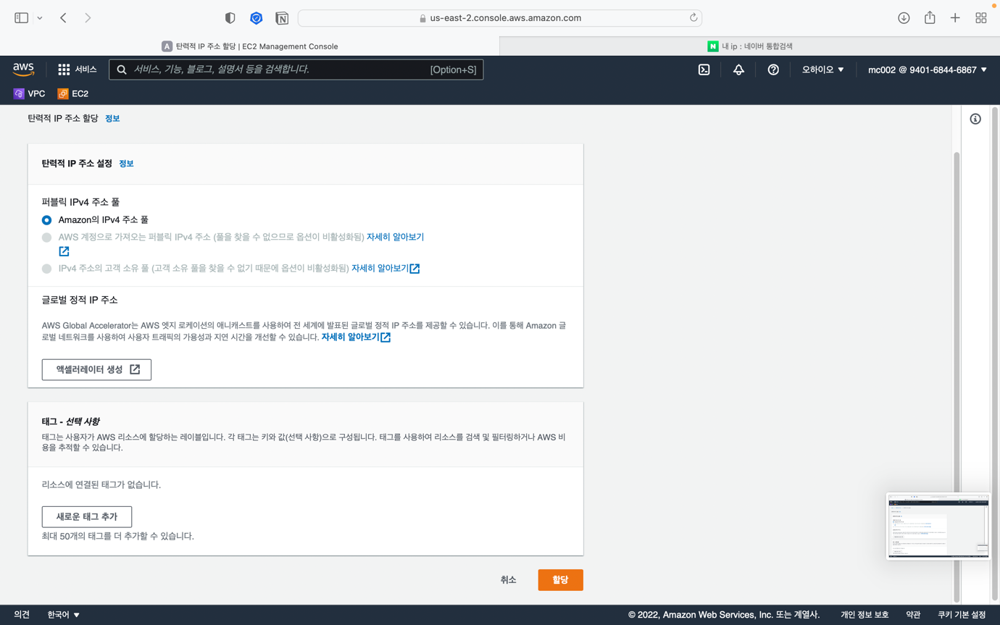 us-east-2.console.aws.amazon.com
A 탄력적 IP 주소 할당 | EC2 Management Console
N 내 ip : 네이버 통합검색
aws 서비스 서비스, 기능, 블로그, 설명서 등을 검색합니다. [Option+S] 오하이오 ▼ mc002 @ 9401-6844-6867 ▼
VPC EC2
탄력적 IP 주소 할당 정보
탄력적 IP 주소 설정 정보
퍼블릭 IPv4 주소 풀
Amazon의 IPv4 주소 풀
AWS 계정으로 가져오는 퍼블릭 IPv4 주소 (풀을 찾을 수 없으므로 옵션이 비활성화됨) 자세히 알아보기
IPv4 주소의 고객 소유 풀 (고객 소유 풀을 찾을 수 없기 때문에 옵션이 비활성화됨) 자세히 알아보기
글로벌 정적 IP 주소
AWS Global Accelerator는 AWS 엣지 로케이션의 애니캐스트를 사용하여 전 세계에 발표된 글로벌 정적 IP 주소를 제공할 수 있습니다. 이를 통해 Amazon 글
로벌 네트워크를 사용하여 사용자 트래픽의 가용성과 지연 시간을 개선할 수 있습니다. 자세히 알아보기
액셀러레이터 생성
태그 - 선택 사항
태그는 사용자가 AWS 리소스에 할당하는 레이블입니다. 각 태그는 키와 값(선택 사항)으로 구성됩니다. 태그를 사용하여 리소스를 검색 및 필터링하거나 AWS 비
용을 추적할 수 있습니다.
리소스에 연결된 태그가 없습니다.
새로운 태그 추가
최대 50개의 태그를 더 추가할 수 있습니다.
취소 할당
의견 한국어 ▼ © 2022, Amazon Web Services, Inc. 또는 계열사. 개인 정보 보호 약관 쿠키 기본 설정